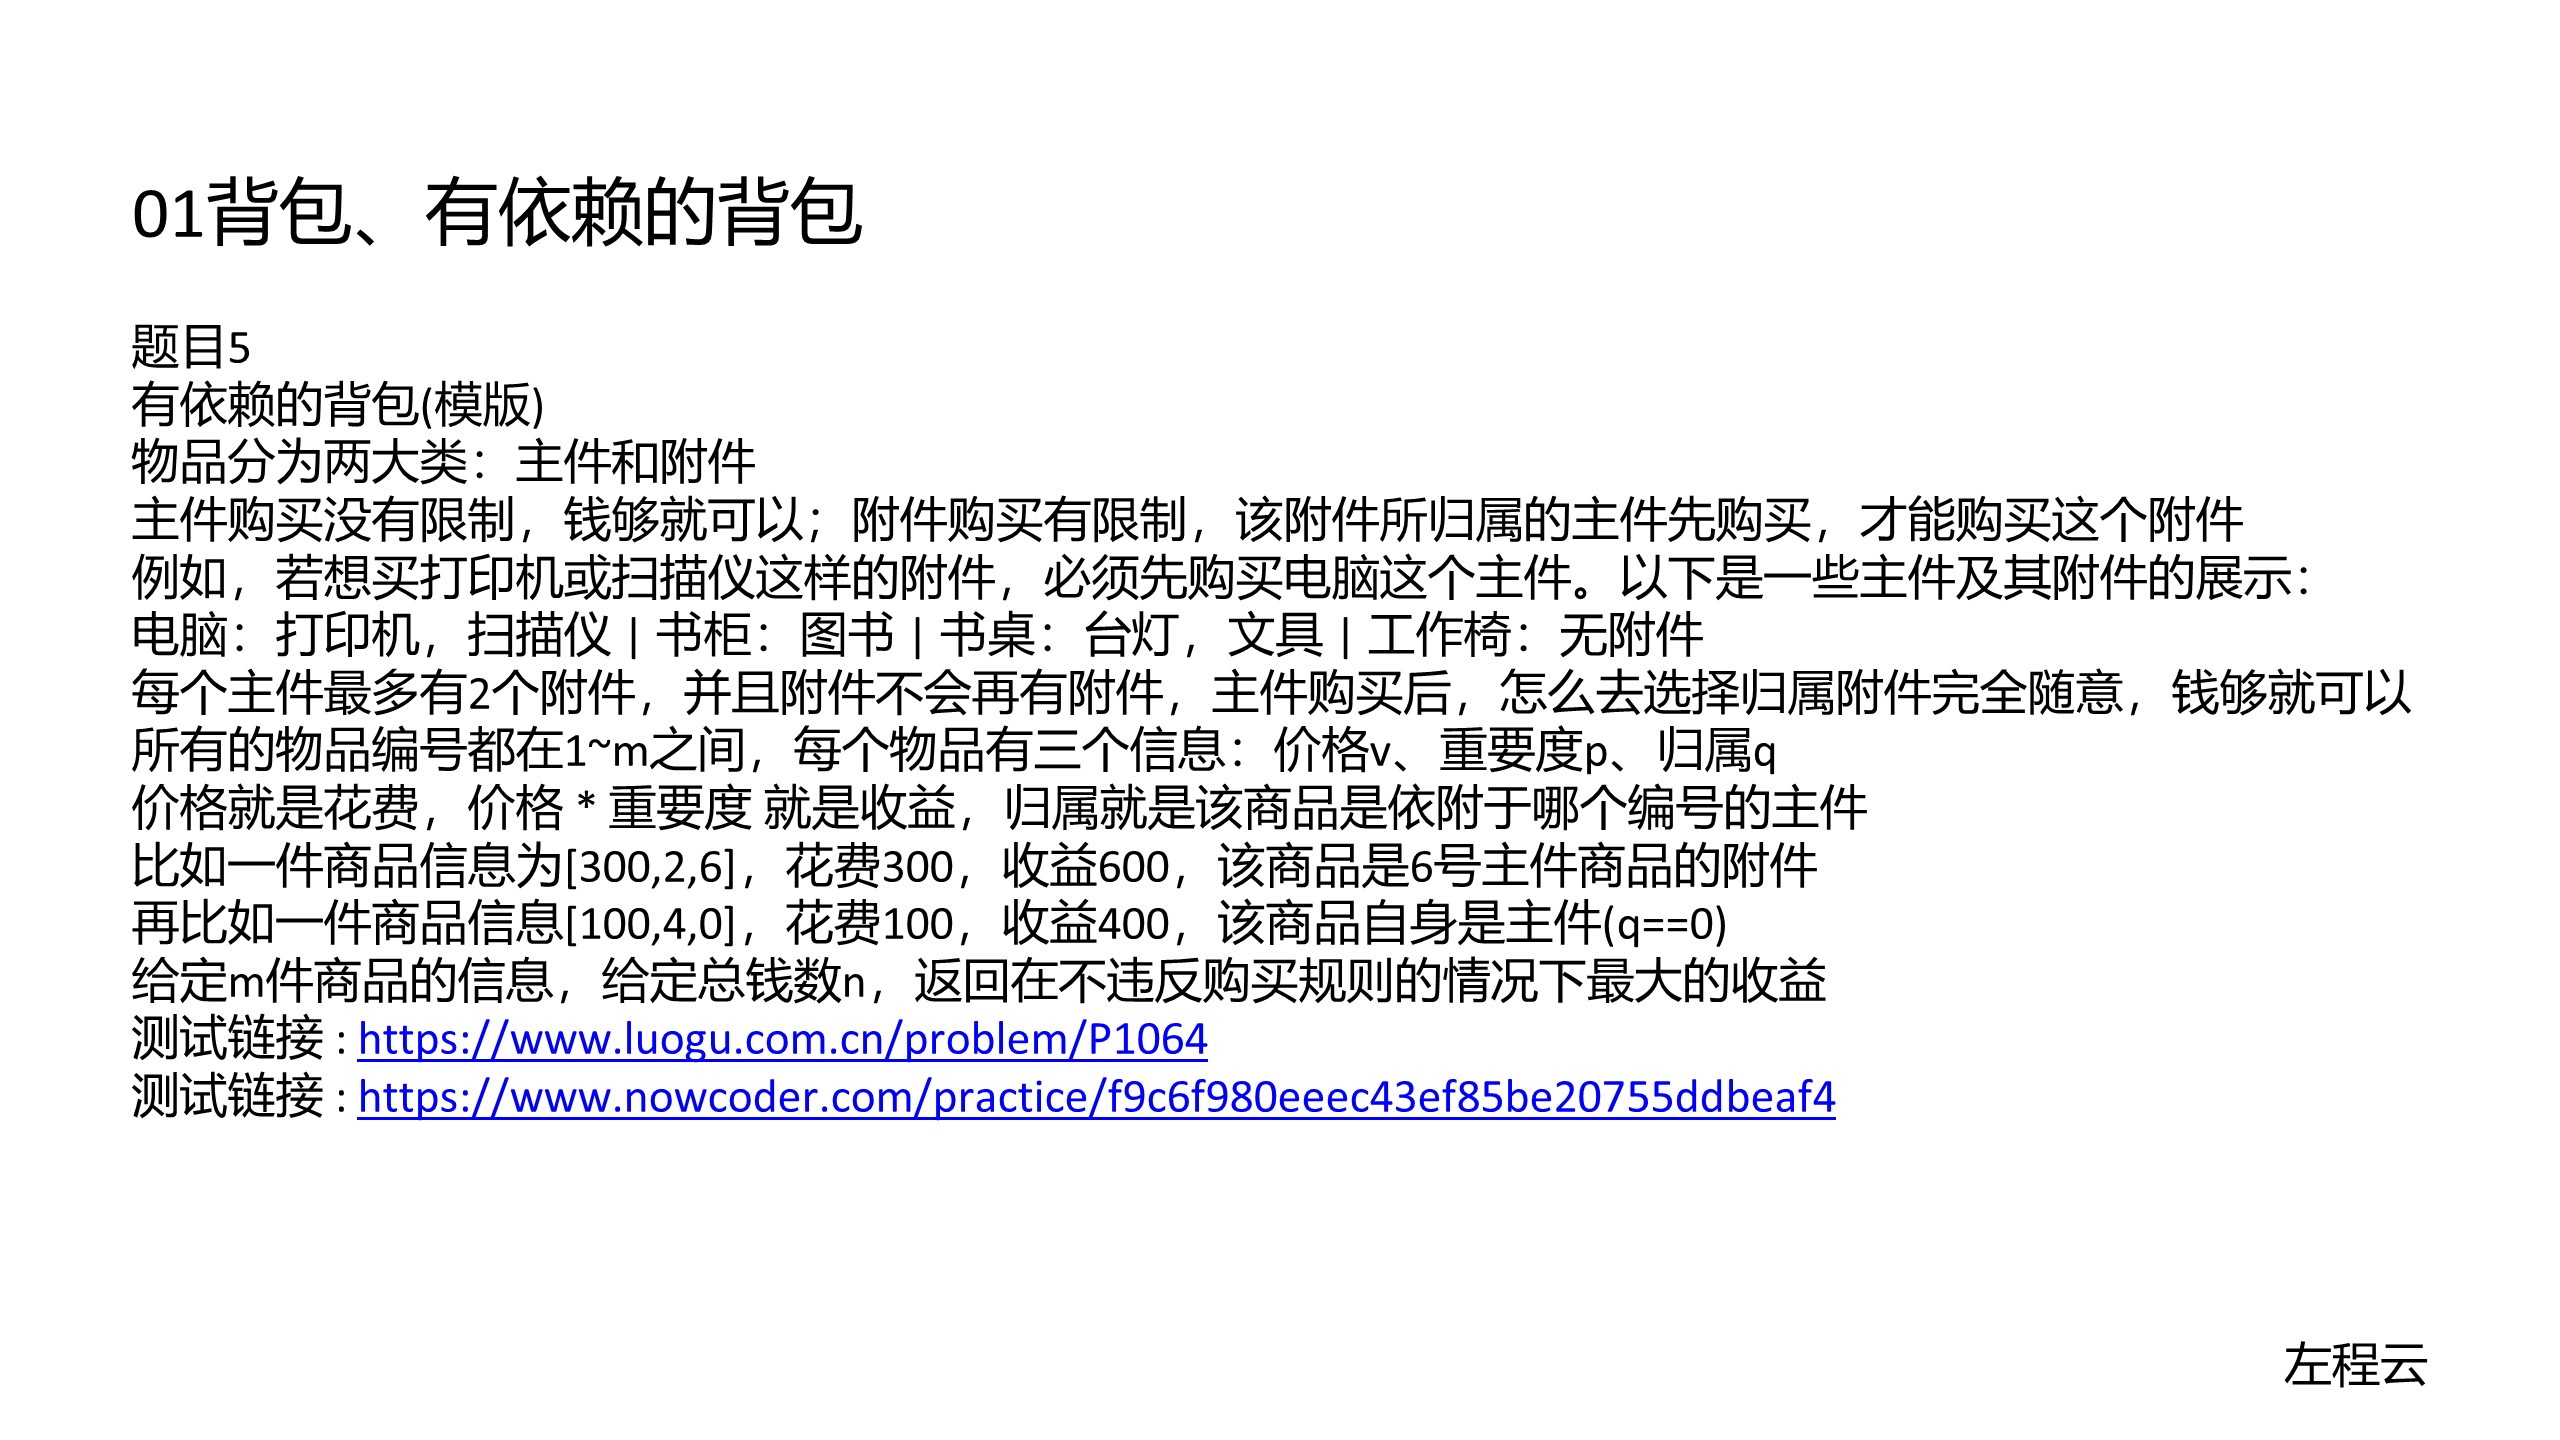 01背包、有依赖的背包
题目5
有依赖的背包(模版)
物品分为两大类：主件和附件
主件购买没有限制，钱够就可以；附件购买有限制，该附件所归属的主件先购买，才能购买这个附件
例如，若想买打印机或扫描仪这样的附件，必须先购买电脑这个主件。以下是一些主件及其附件的展示：
电脑：打印机，扫描仪 | 书柜：图书 | 书桌：台灯，文具 | 工作椅：无附件
每个主件最多有2个附件，并且附件不会再有附件，主件购买后，怎么去选择归属附件完全随意，钱够就可以
所有的物品编号都在1~m之间，每个物品有三个信息：价格v、重要度p、归属q
价格就是花费，价格 * 重要度 就是收益，归属就是该商品是依附于哪个编号的主件
比如一件商品信息为[300,2,6]，花费300，收益600，该商品是6号主件商品的附件
再比如一件商品信息[100,4,0]，花费100，收益400，该商品自身是主件(q==0)
给定m件商品的信息，给定总钱数n，返回在不违反购买规则的情况下最大的收益
测试链接 : https://www.luogu.com.cn/problem/P1064
测试链接 : https://www.nowcoder.com/practice/f9c6f980eeec43ef85be20755ddbeaf4
左程云